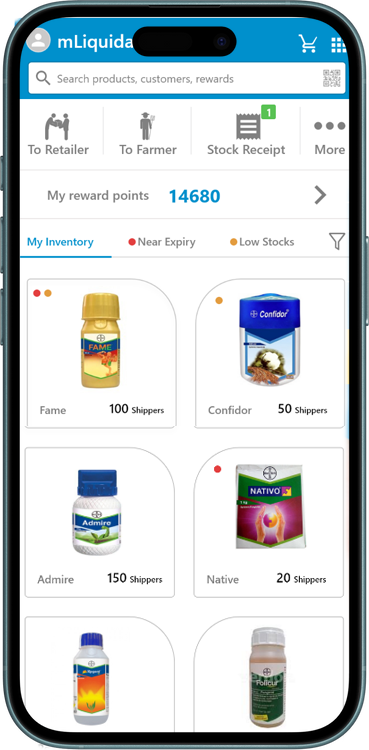 mLiquida
Search products, customers, rewards
1
To Retailer To Farmer Stock Receipt More
My reward points 14680 >
My Inventory Near Expiry Low Stocks
FAME
Confidor
Fame 100 Shippers
Confidor 50 Shippers
Admire
NATIVO
Admire 150 Shippers
Native 20 Shippers
Folicur